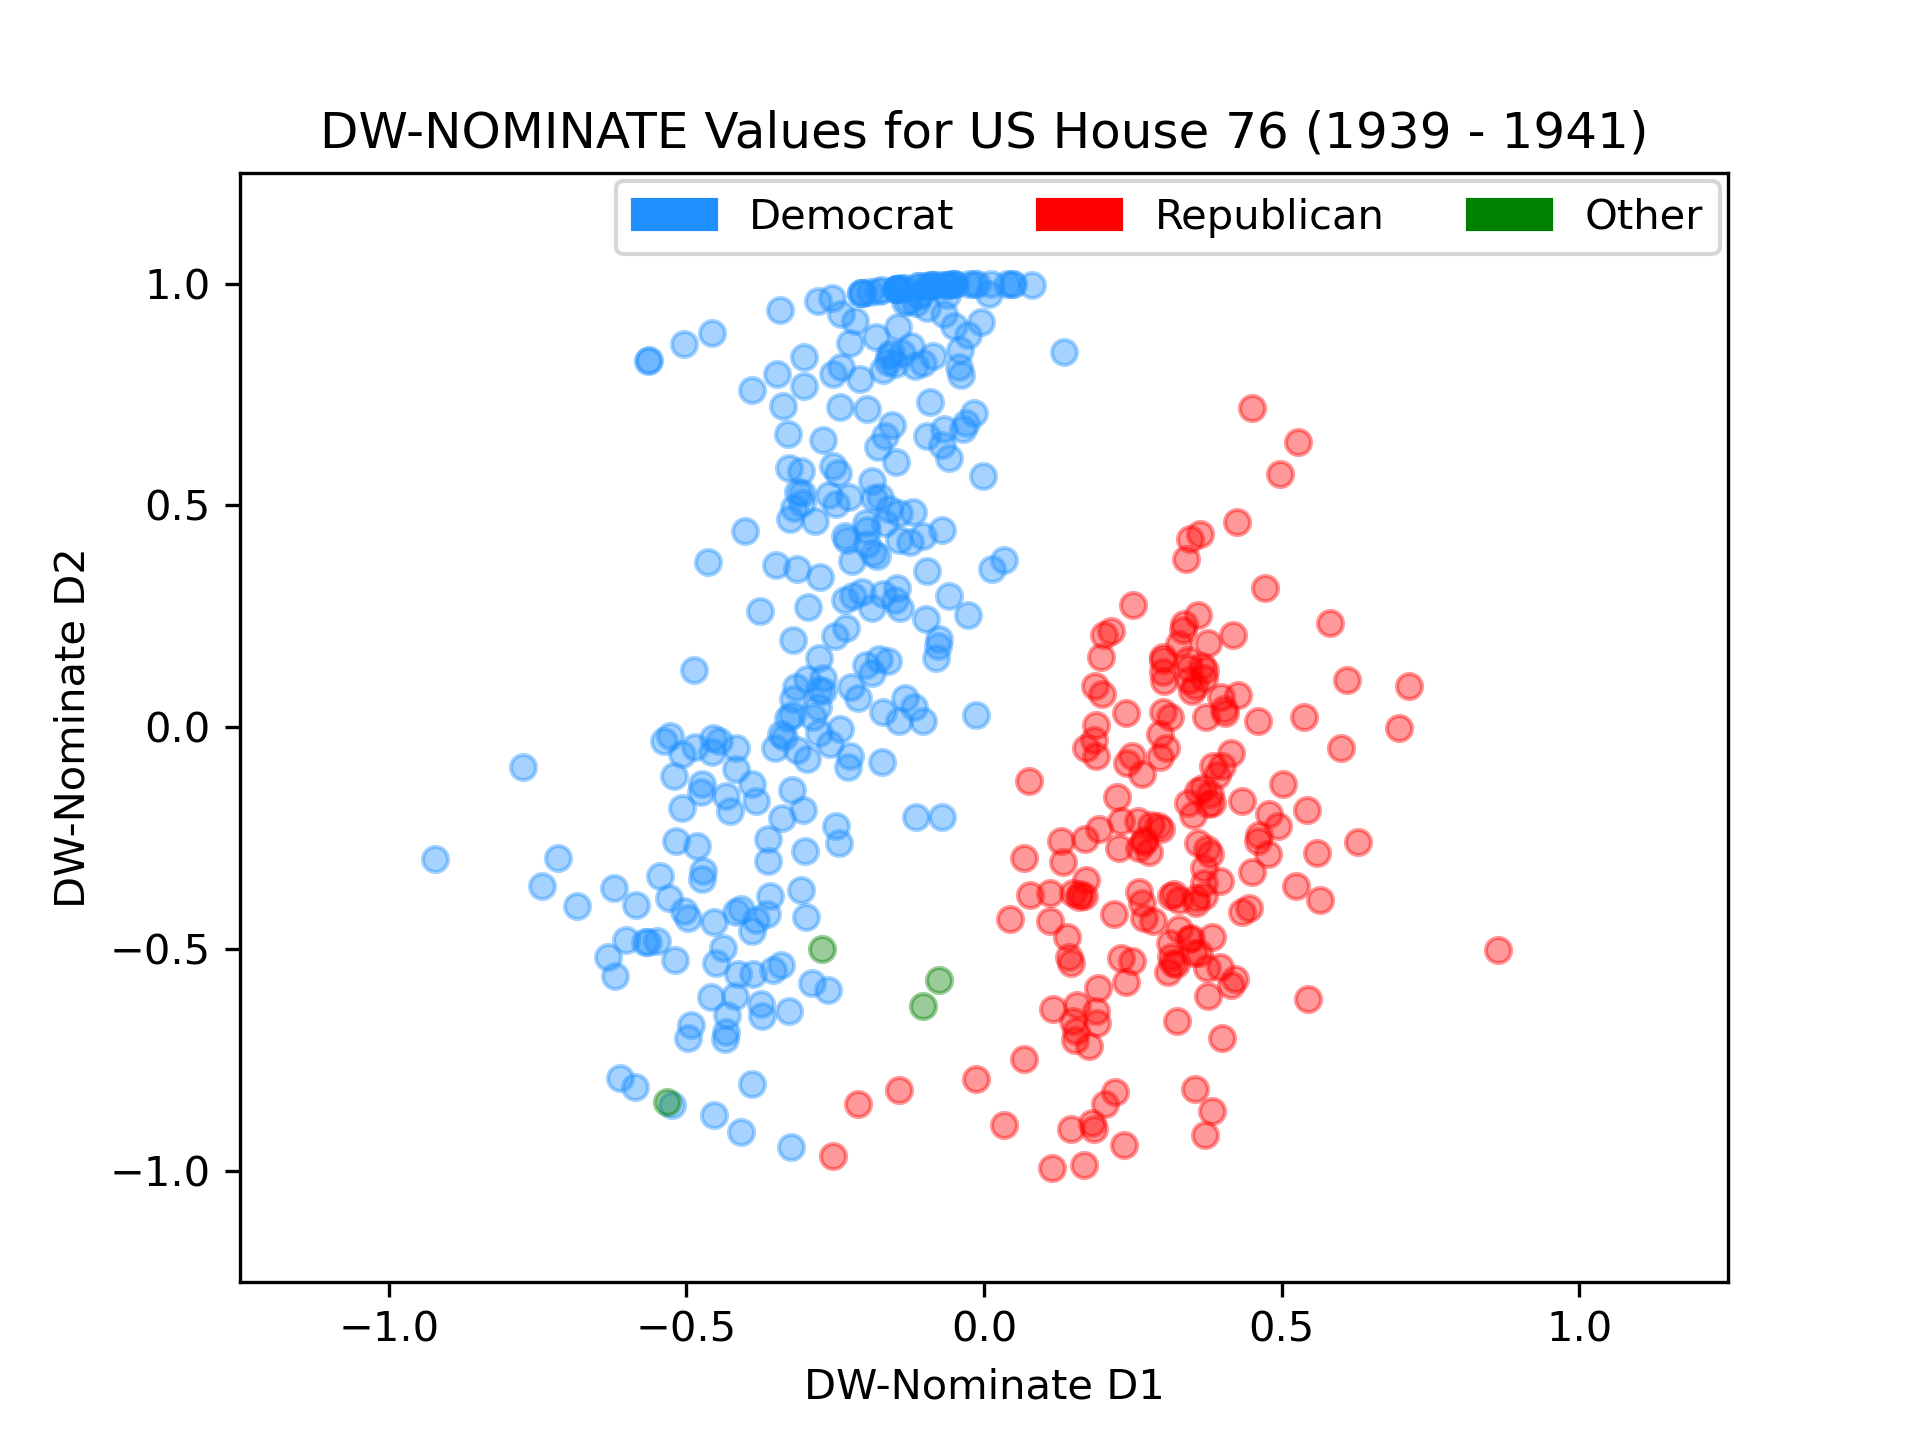 DW-NOMINATE Values for US House 76 (1939 - 1941)
Democrat Republican Other
1.0
0.5
0.0
−0.5
−1.0
DW-Nominate D2
−1.0 −0.5 0.0 0.5 1.0
DW-Nominate D1